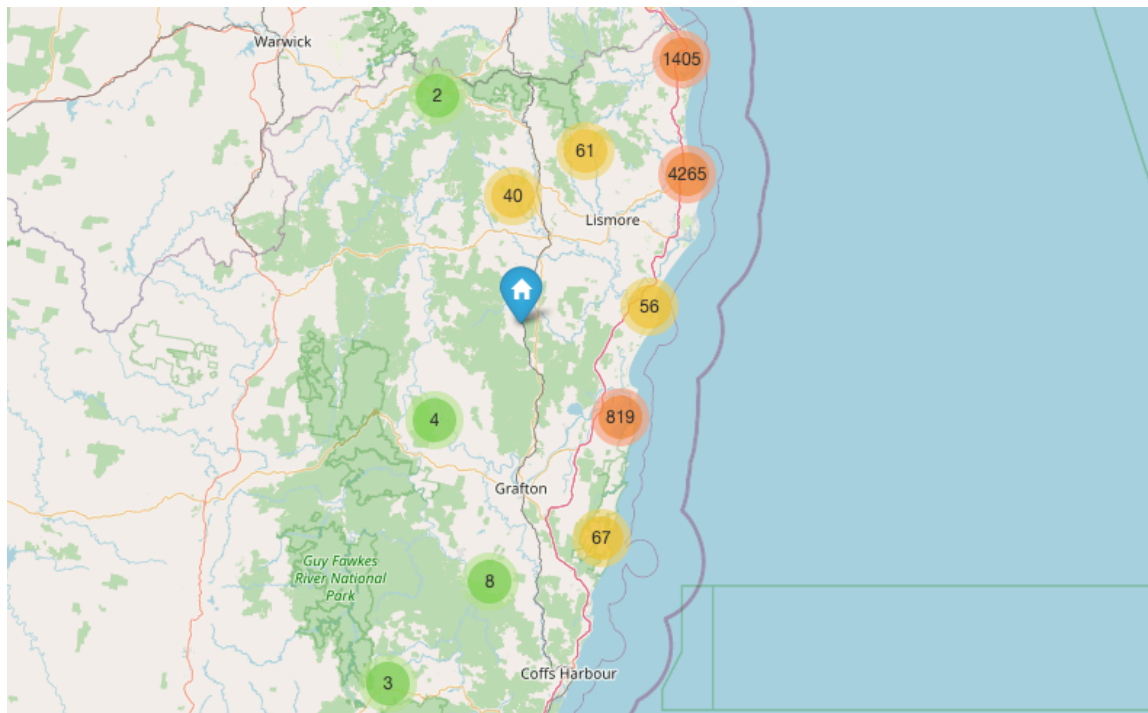 Warwick
1405
2
61
4265
40
Lismore
56
4
819
Grafton
67
Guy Fawkes
River National
Park
8
Coffs Harbour
3